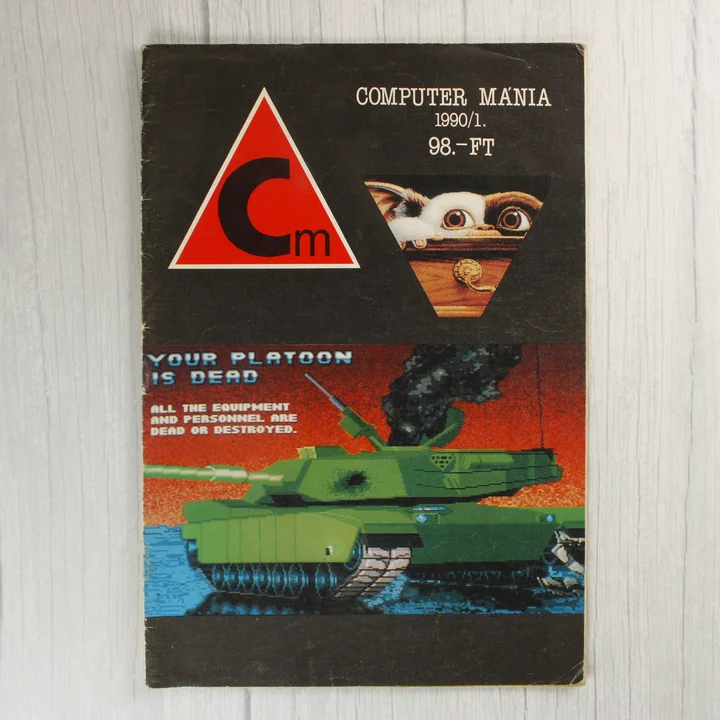 Cm
COMPUTER MÁNIA
1990/1.
98.-FT
YOUR PLATOON
IS DEAD
ALL THE EQUIPMENT
AND PERSONNEL ARE
DEAD OR DESTROYED.